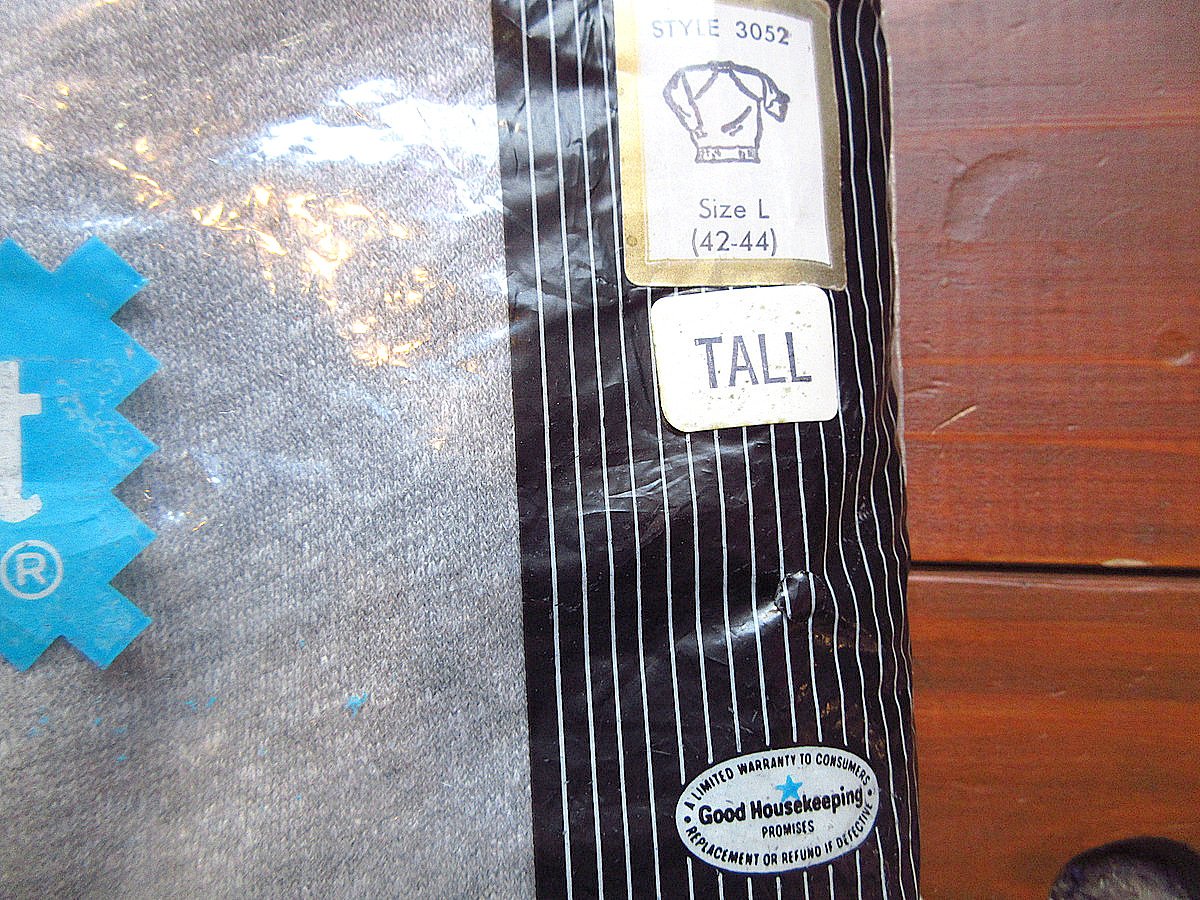 STYLE 3052
Size L
(42-44)
TALL
t
®
A LIMITED WARRANTY TO CONSUMERS
Good Housekeeping
PROMISES
REPLACEMENT OR REFUND IF DEFECTIVE